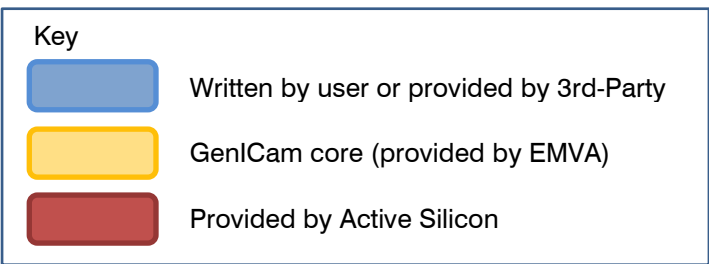 Key
Written by user or provided by 3rd-Party
GenICam core (provided by EMVA)
Provided by Active Silicon